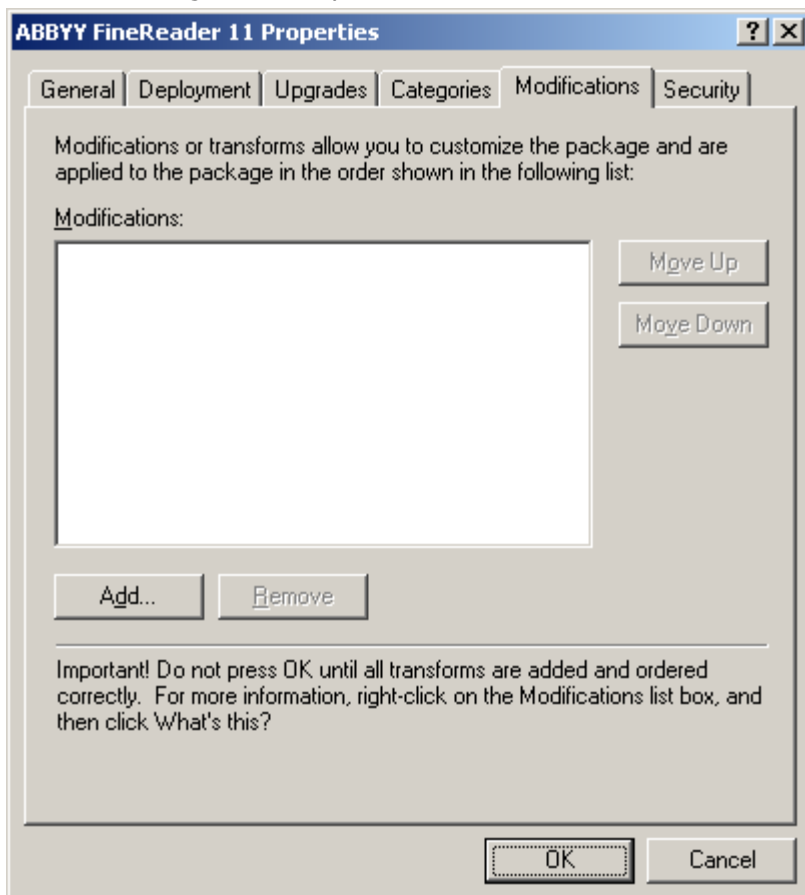 ABBYY FineReader 11 Properties
General Deployment Upgrades Categories Modifications Security
Modifications or transforms allow you to customize the package and are
applied to the package in the order shown in the following list:
Modifications:
Move Up
Move Down
Add... Remove
Important! Do not press OK until all transforms are added and ordered
correctly. For more information, right-click on the Modifications list box, and
then click What's this?
OK Cancel